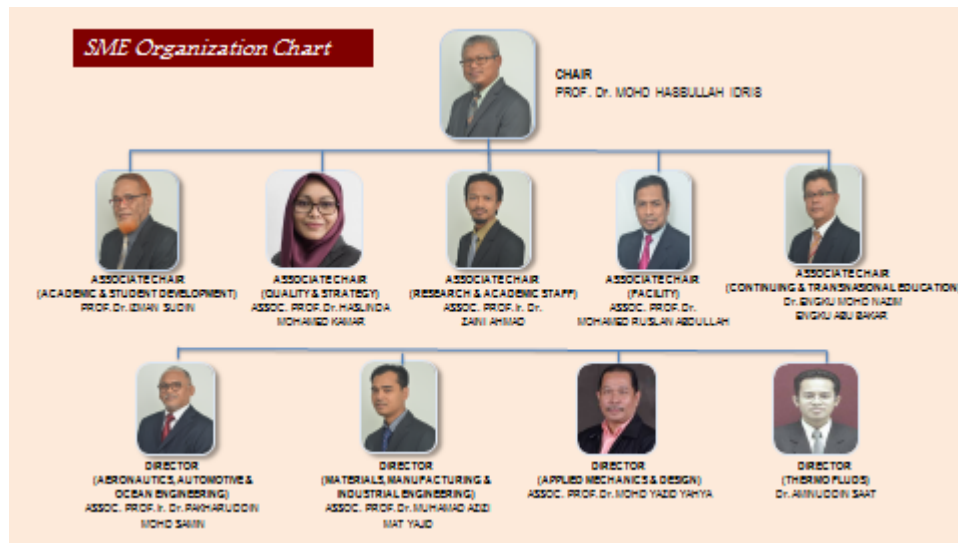 SME Organization Chart
CHAIR
PROF. Dr. MOHD HASBULLAH IDRIS
ASSOCIATE CHAIR
(ACADEMIC & STUDENT DEVELOPMENT)
PROF.Dr. IZMAN SUDIN
ASSOCIATE CHAIR
(QUALITY & STRATEGY)
ASSOC. PROF.Dr. HASLINDA
MOHAMED KAMAR
ASSOCIATE CHAIR
(RESEARCH & ACADEMIC STAFF)
ASSOC. PROF.Ir. Dr.
ZAINI AHMAD
ASSOCIATE CHAIR
(FACILITY)
ASSOC. PROF.Dr.
MOHAMED RUSLAN ABDULLAH
ASSOCIATE CHAIR
(CONTINUING & TRANSNASIONAL EDUCATION
Dr. ENGKU MOHD NAZIM
ENGKU ABU BAKAR
DIRECTOR
(AERONAUTICS, AUTOMOTIVE &
OCEAN ENGINEERING)
ASSOC. PROF.Ir. Dr. PAKHARUDDIN
MOHD SAMIN
DIRECTOR
(MATERIALS, MANUFACTURING &
INDUSTRIAL ENGINEERING)
ASSOC. PROF.Dr. MUHAMAD AZIZI
MAT YAJID
DIRECTOR
(APPLIED MECHANICS & DESIGN)
ASSOC. PROF.Dr. MOHD YAZID YAHYA
DIRECTOR
(THERMO FLUIDS)
Dr. AMINUDDIN SAAT